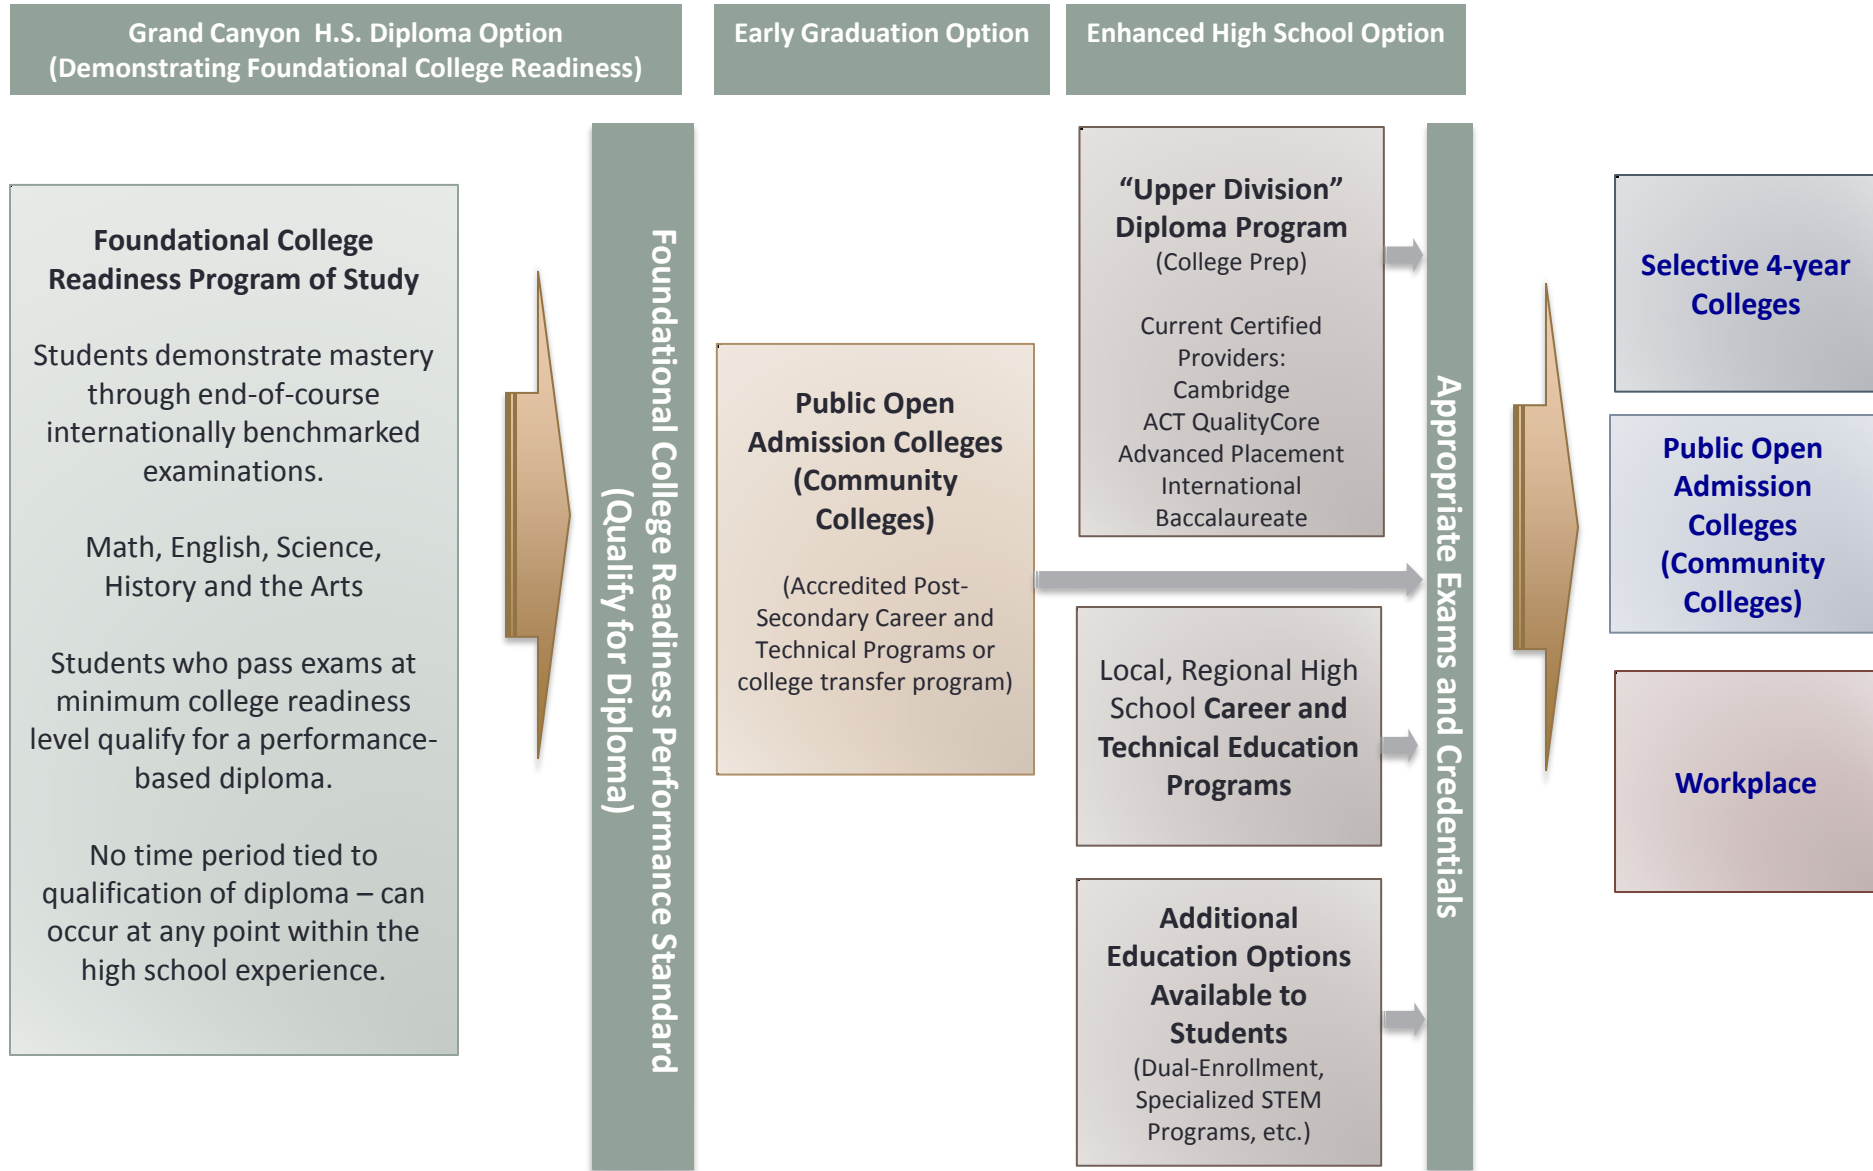 Grand Canyon  H.S. Diploma Option
(Demonstrating Foundational College Readiness)
Early Graduation Option
Enhanced High School Option
Foundational College
Readiness Program of Study
Students demonstrate mastery
through end-of-course
internationally benchmarked
examinations.
Math, English, Science,
History and the Arts
Students who pass exams at
minimum college readiness
level qualify for a performance-
based diploma.
No time period tied to
qualification of diploma – can
occur at any point within the
high school experience.
Foundational College Readiness Performance Standard
(Qualify for Diploma)
Public Open
Admission Colleges
(Community
Colleges)
(Accredited Post-
Secondary Career and
Technical Programs or
college transfer program)
“Upper Division”
Diploma Program
(College Prep)
Current Certified
Providers:
Cambridge
ACT QualityCore
Advanced Placement
International
Baccalaureate
Local, Regional High
School Career and
Technical Education
Programs
Additional
Education Options
Available to
Students
(Dual-Enrollment,
Specialized STEM
Programs, etc.)
Appropriate Exams and Credentials
Selective 4-year
Colleges
Public Open
Admission
Colleges
(Community
Colleges)
Workplace